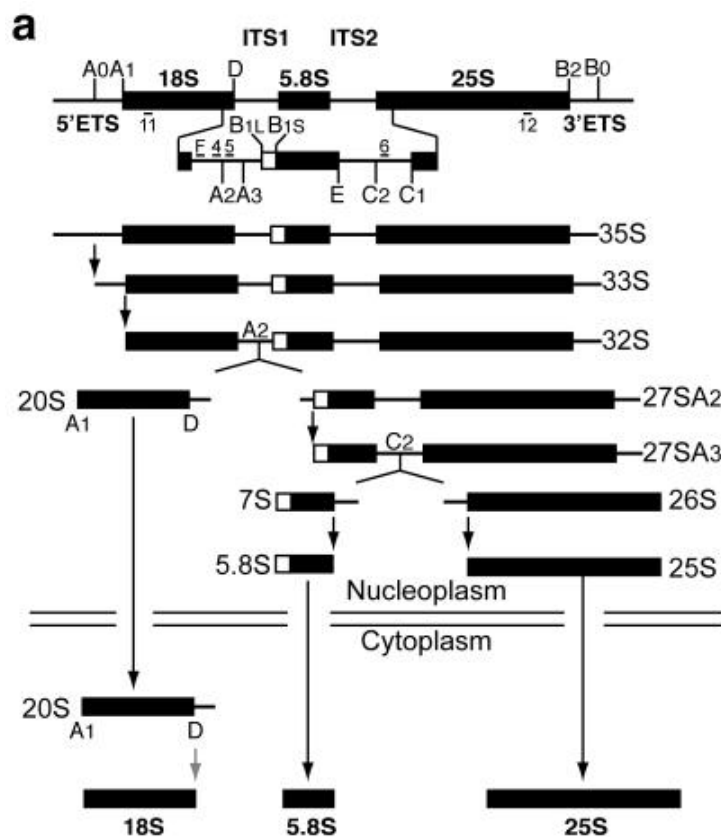 a
ITS1 ITS2
A0 A1 18S D 5.8S 25S B2 B0
5'ETS 11 B1L B1S 12 3'ETS
F 4 5 6
A2 A3 E C2 C1
35S
33S
A2 32S
20S 27SA2
A1 D
C2 27SA3
7S 26S
5.8S 25S
Nucleoplasm
Cytoplasm
20S
A1 D
18S 5.8S 25S